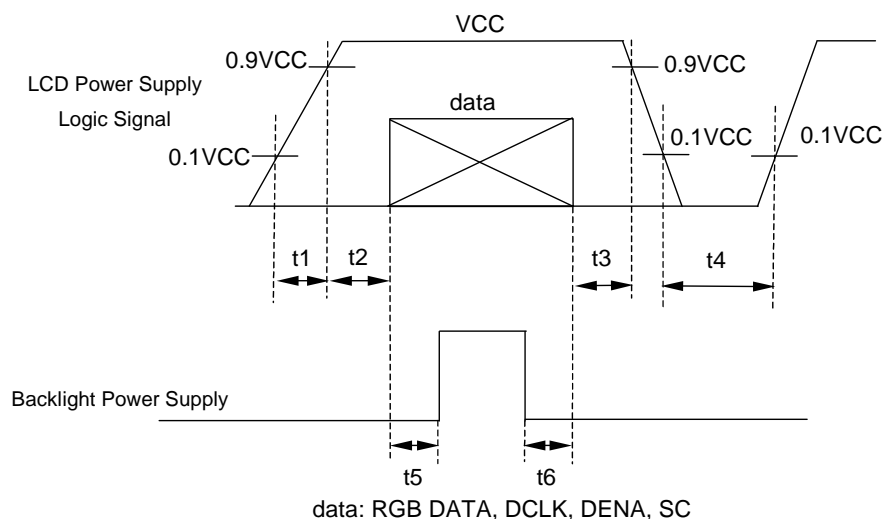 VCC
0.9VCC
0.9VCC
LCD Power Supply
Logic Signal
data
0.1VCC
0.1VCC
0.1VCC
t1
t2
t3
t4
Backlight Power Supply
t5
t6
data: RGB DATA, DCLK, DENA, SC